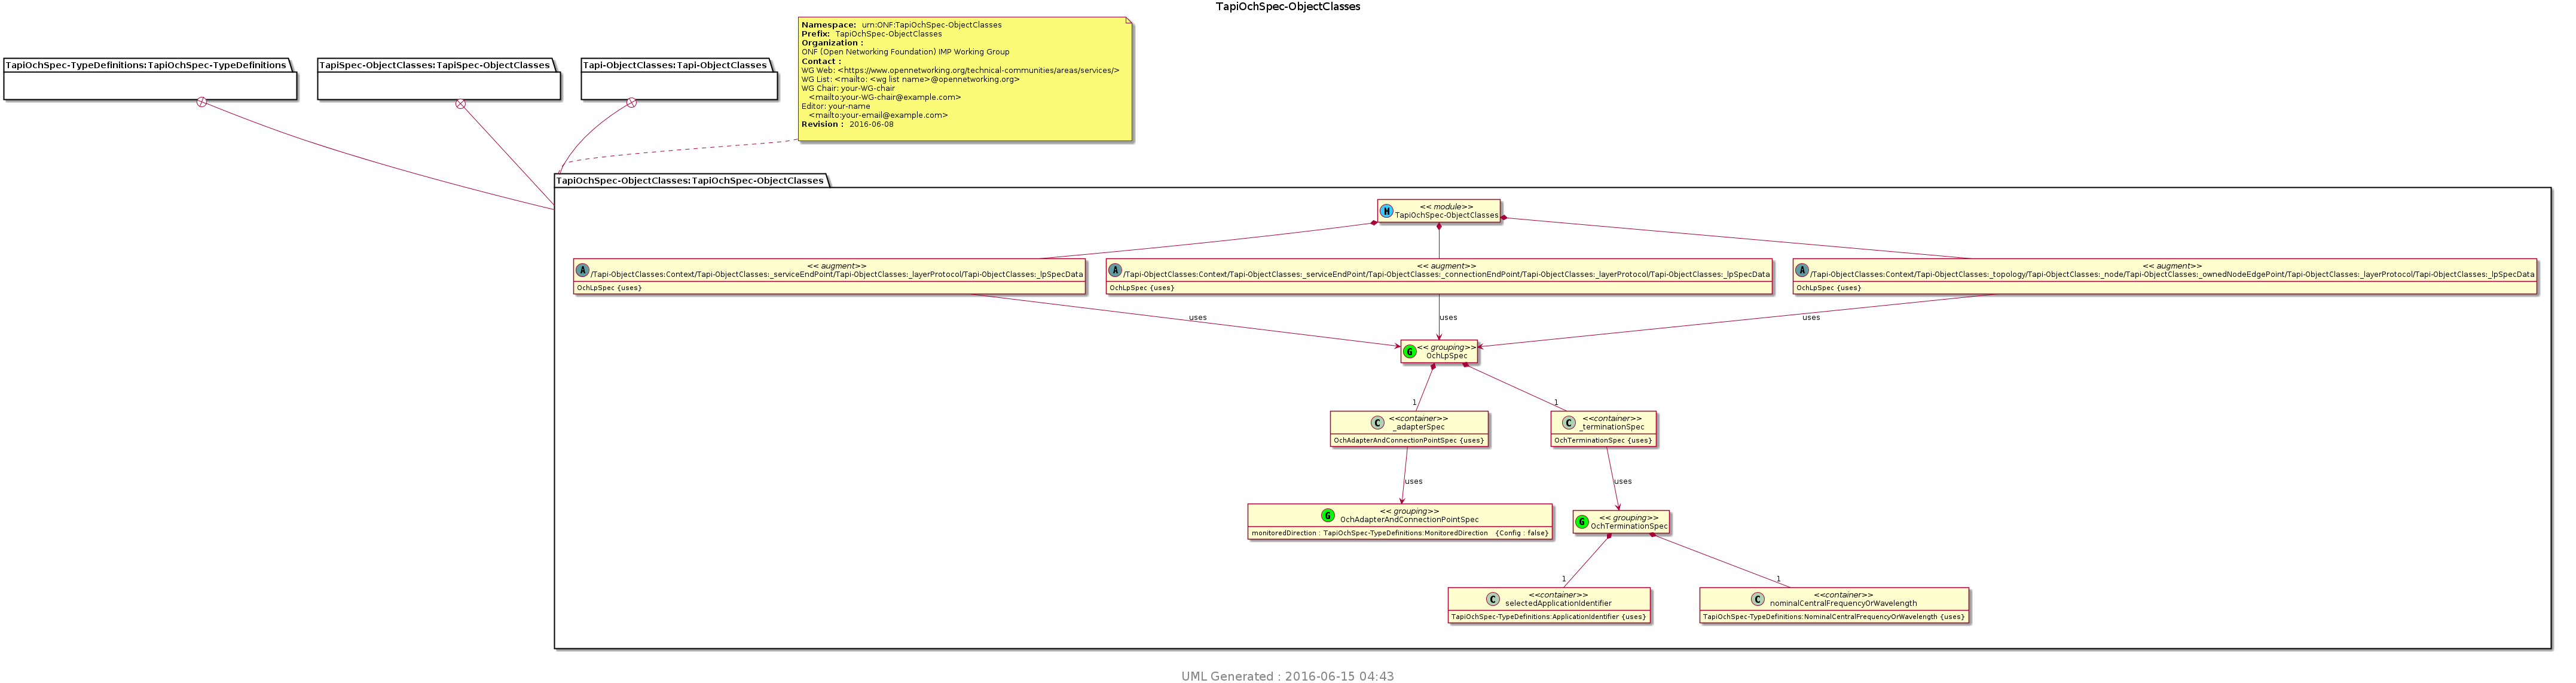 TapiOchSpec-ObjectClasses
Namespace: urn:ONF:TapiOchSpec-ObjectClasses
Prefix: TapiOchSpec-ObjectClasses
Organization :
ONF (Open Networking Foundation) IMP Working Group
Contact :
WG Web: <https://www.opennetworking.org/technical-communities/areas/services/>
WG List: <mailto: <wg list name>@opennetworking.org>
WG Chair: your-WG-chair
<mailto:your-WG-chair@example.com>
Editor: your-name
<mailto:your-email@example.com>
Revision : 2016-06-08
TapiOchSpec-TypeDefinitions:TapiOchSpec-TypeDefinitions
TapiSpec-ObjectClasses:TapiSpec-ObjectClasses
Tapi-ObjectClasses:Tapi-ObjectClasses
TapiOchSpec-ObjectClasses:TapiOchSpec-ObjectClasses
M
<< module>>
TapiOchSpec-ObjectClasses
A
<< augment>>
/Tapi-ObjectClasses:Context/Tapi-ObjectClasses:_serviceEndPoint/Tapi-ObjectClasses:_layerProtocol/Tapi-ObjectClasses:_lpSpecData
OchLpSpec {uses}
A
<< augment>>
/Tapi-ObjectClasses:Context/Tapi-ObjectClasses:_serviceEndPoint/Tapi-ObjectClasses:_connectionEndPoint/Tapi-ObjectClasses:_layerProtocol/Tapi-ObjectClasses:_lpSpecData
OchLpSpec {uses}
A
<< augment>>
/Tapi-ObjectClasses:Context/Tapi-ObjectClasses:_topology/Tapi-ObjectClasses:_node/Tapi-ObjectClasses:_ownedNodeEdgePoint/Tapi-ObjectClasses:_layerProtocol/Tapi-ObjectClasses:_lpSpecData
OchLpSpec {uses}
uses
uses
uses
G
<< grouping>>
OchLpSpec
1
1
C
<<container>>
_adapterSpec
OchAdapterAndConnectionPointSpec {uses}
C
<<container>>
_terminationSpec
OchTerminationSpec {uses}
uses
uses
G
<< grouping>>
OchAdapterAndConnectionPointSpec
monitoredDirection : TapiOchSpec-TypeDefinitions:MonitoredDirection {Config : false}
G
<< grouping>>
OchTerminationSpec
1
1
C
<<container>>
selectedApplicationIdentifier
TapiOchSpec-TypeDefinitions:ApplicationIdentifier {uses}
C
<<container>>
nominalCentralFrequencyOrWavelength
TapiOchSpec-TypeDefinitions:NominalCentralFrequencyOrWavelength {uses}
UML Generated : 2016-06-15 04:43